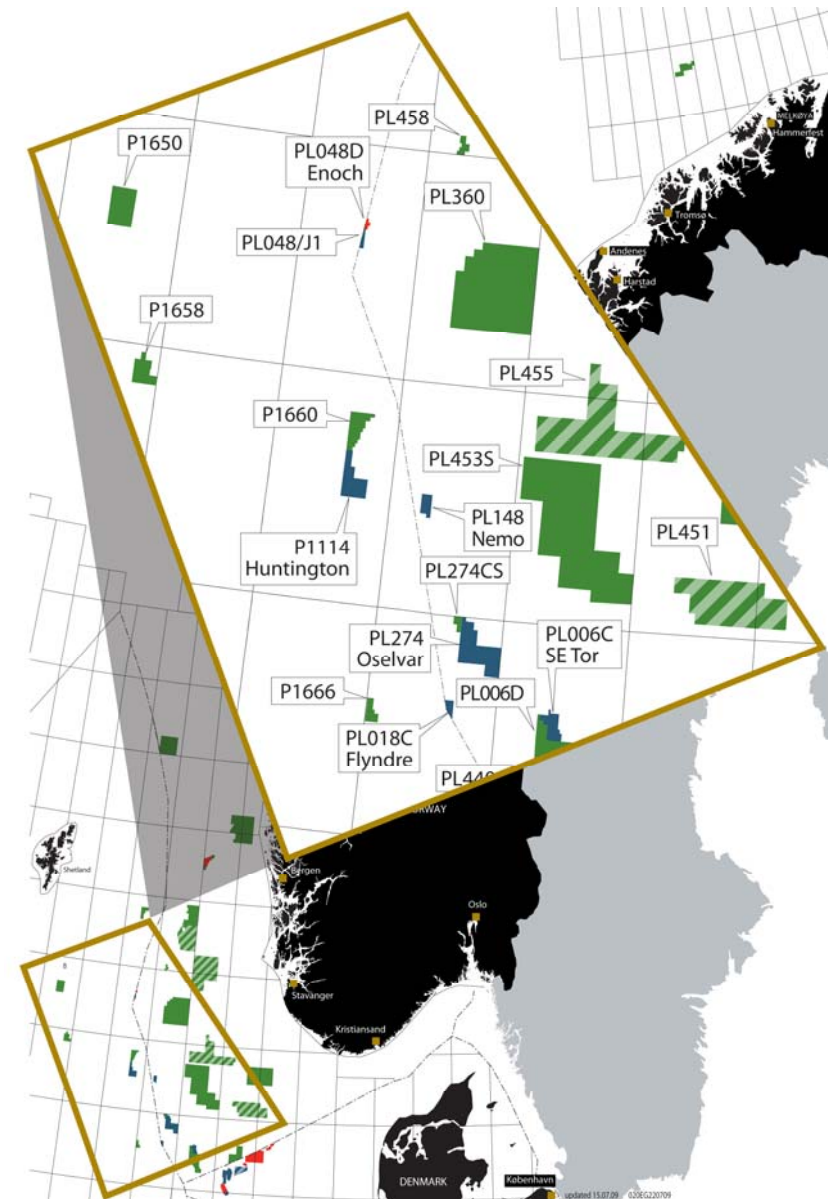 PL458
P1650
PL048D
Enoch
MELKØYA
Hammerfest
PL360
PL048/J1
Tromsø
Andenes
Harstad
P1658
PL455
P1660
PL453S
PL148
Nemo
P1114
Huntington
PL451
PL274CS
PL274
Oselvar
PL006C
SE Tor
P1666
PL006D
PL018C
Flyndre
Bergen
Shetland
Oslo
Stavanger
Kristiansand
DENMARK
København
updated 15.07.09 020EG220709